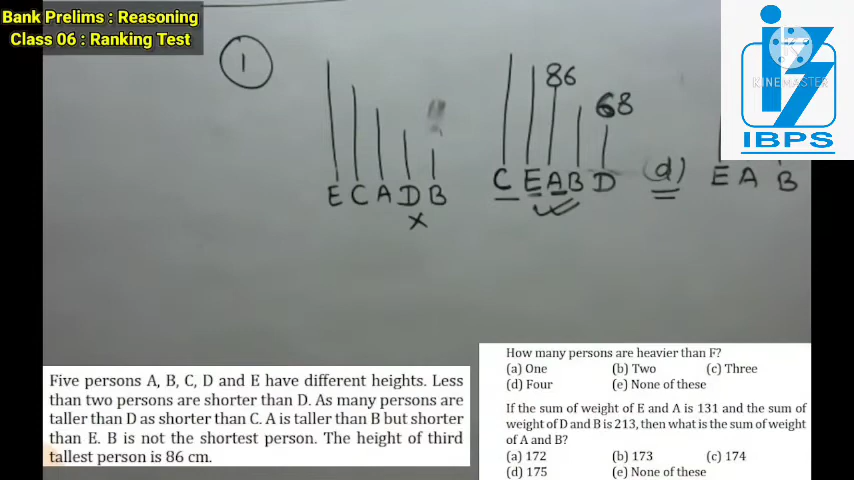 Bank Prelims : Reasoning
Class 06 : Ranking Test
1
86
68
E C A D B
C E A B D
(d)
E A B
KINEMASTER
IBPS
Five persons A, B, C, D and E have different heights. Less
than two persons are shorter than D. As many persons are
taller than D as shorter than C. A is taller than B but shorter
than E. B is not the shortest person. The height of third
tallest person is 86 cm.
How many persons are heavier than F?
(a) One (b) Two (c) Three
(d) Four (e) None of these
If the sum of weight of E and A is 131 and the sum of
weight of D and B is 213, then what is the sum of weight
of A and B?
(a) 172 (b) 173 (c) 174
(d) 175 (e) None of these